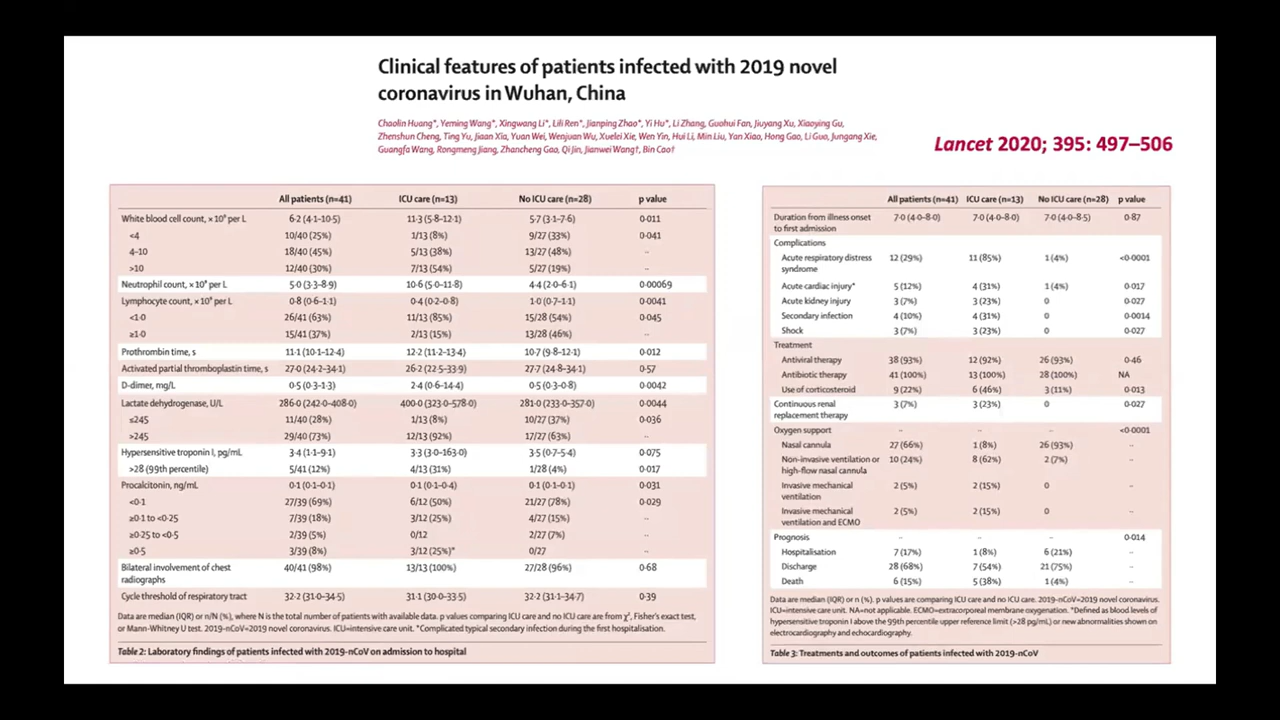 Clinical features of patients infected with 2019 novel
coronavirus in Wuhan, China
Chaolin Huang*, Yeming Wang*, Xingwang Li*, Lili Ren*, Jianping Zhao*, Yi Hu*, Li Zhang, Guohui Fan, Jiuyang Xu, Xiaoying Gu,
Zhenshun Cheng, Ting Yu, Jiaan Xia, Yuan Wei, Wenjuan Wu, Xuelei Xie, Wen Yin, Hui Li, Min Liu, Yan Xiao, Hong Gao, Li Guo, Jungang Xie,
Guangfa Wang, Rongmeng Jiang, Zhancheng Gao, Qi Jin, Jianwei Wang†, Bin Cao†
Lancet 2020; 395: 497–506
All patients (n=41) ICU care (n=13) No ICU care (n=28) p value
White blood cell count, × 10⁹ per L 6·2 (4·1–10·5) 11·3 (5·8–12·1) 5·7 (3·1–7·6) 0·011
<4 10/40 (25%) 1/13 (8%) 9/27 (33%) 0·041
4–10 18/40 (45%) 5/13 (38%) 13/27 (48%) ··
>10 12/40 (30%) 7/13 (54%) 5/27 (19%) ··
Neutrophil count, × 10⁹ per L 5·0 (3·3–8·9) 10·6 (5·0–11·8) 4·4 (2·0–6·1) 0·00069
Lymphocyte count, × 10⁹ per L 0·8 (0·6–1·1) 0·4 (0·2–0·8) 1·0 (0·7–1·1) 0·0041
<1·0 26/41 (63%) 11/13 (85%) 15/28 (54%) 0·045
≥1·0 15/41 (37%) 2/13 (15%) 13/28 (46%) ··
Prothrombin time, s 11·1 (10·1–12·4) 12·2 (11·2–13·4) 10·7 (9·8–12·1) 0·012
Activated partial thromboplastin time, s 27·0 (24·2–34·1) 26·2 (22·5–33·9) 27·7 (24·8–34·1) 0·57
D-dimer, mg/L 0·5 (0·3–1·3) 2·4 (0·6–14·4) 0·5 (0·3–0·8) 0·0042
Lactate dehydrogenase, U/L 286·0 (242·0–408·0) 400·0 (323·0–578·0) 281·0 (233·0–357·0) 0·0044
≤245 11/40 (28%) 1/13 (8%) 10/27 (37%) 0·036
>245 29/40 (73%) 12/13 (92%) 17/27 (63%) ··
Hypersensitive troponin I, pg/mL 3·4 (1·1–9·1) 3·3 (3·0–163·0) 3·5 (0·7–5·4) 0·075
>28 (99th percentile) 5/41 (12%) 4/13 (31%) 1/28 (4%) 0·017
Procalcitonin, ng/mL 0·1 (0·1–0·1) 0·1 (0·1–0·4) 0·1 (0·1–0·1) 0·031
<0·1 27/39 (69%) 6/12 (50%) 21/27 (78%) 0·029
≥0·1 to <0·25 7/39 (18%) 3/12 (25%) 4/27 (15%) ··
≥0·25 to <0·5 2/39 (5%) 0/12 2/27 (7%) ··
≥0·5 3/39 (8%) 3/12 (25%)* 0/27 ··
Bilateral involvement of chest 40/41 (98%) 13/13 (100%) 27/28 (96%) 0·68
radiographs
Cycle threshold of respiratory tract 32·2 (31·0–34·5) 31·1 (30·0–33·5) 32·2 (31·1–34·7) 0·39
Data are median (IQR) or n/N (%), where N is the total number of patients with available data. p values comparing ICU care and no ICU care are from χ², Fisher's exact test,
or Mann-Whitney U test. 2019-nCoV=2019 novel coronavirus. ICU=intensive care unit. *Complicated typical secondary infection during the first hospitalisation.
Table 2: Laboratory findings of patients infected with 2019-nCoV on admission to hospital
All patients (n=41) ICU care (n=13) No ICU care (n=28) p value
Duration from illness onset 7·0 (4·0–8·0) 7·0 (4·0–8·0) 7·0 (4·0–8·5) 0·87
to first admission
Complications
Acute respiratory distress 12 (29%) 11 (85%) 1 (4%) <0·0001
syndrome
Acute cardiac injury* 5 (12%) 4 (31%) 1 (4%) 0·017
Acute kidney injury 3 (7%) 3 (23%) 0 0·027
Secondary infection 4 (10%) 4 (31%) 0 0·0014
Shock 3 (7%) 3 (23%) 0 0·027
Treatment
Antiviral therapy 38 (93%) 12 (92%) 26 (93%) 0·46
Antibiotic therapy 41 (100%) 13 (100%) 28 (100%) NA
Use of corticosteroid 9 (22%) 6 (46%) 3 (11%) 0·013
Continuous renal 3 (7%) 3 (23%) 0 0·027
replacement therapy
Oxygen support ·· ·· ·· <0·0001
Nasal cannula 27 (66%) 1 (8%) 26 (93%) ··
Non-invasive ventilation or 10 (24%) 8 (62%) 2 (7%) ··
high-flow nasal cannula
Invasive mechanical 2 (5%) 2 (15%) 0 ··
ventilation
Invasive mechanical 2 (5%) 2 (15%) 0 ··
ventilation and ECMO
Prognosis ·· ·· ·· 0·014
Hospitalisation 7 (17%) 1 (8%) 6 (21%) ··
Discharge 28 (68%) 7 (54%) 21 (75%) ··
Death 6 (15%) 5 (38%) 1 (4%) ··
Data are median (IQR) or n (%). p values are comparing ICU care and no ICU care. 2019-nCoV=2019 novel coronavirus.
ICU=intensive care unit. NA=not applicable. ECMO=extracorporeal membrane oxygenation. *Defined as blood levels of
hypersensitive troponin I above the 99th percentile upper reference limit (>28 pg/mL) or new abnormalities shown on
electrocardiography and echocardiography.
Table 3: Treatments and outcomes of patients infected with 2019-nCoV